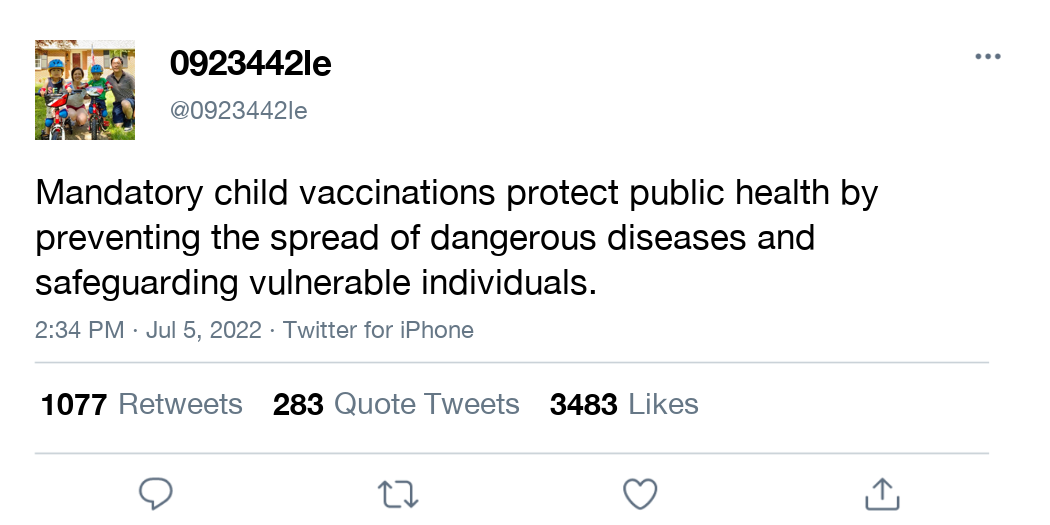 0923442le
@0923442le
Mandatory child vaccinations protect public health by
preventing the spread of dangerous diseases and
safeguarding vulnerable individuals.
2:34 PM · Jul 5, 2022 · Twitter for iPhone
1077 Retweets 283 Quote Tweets 3483 Likes